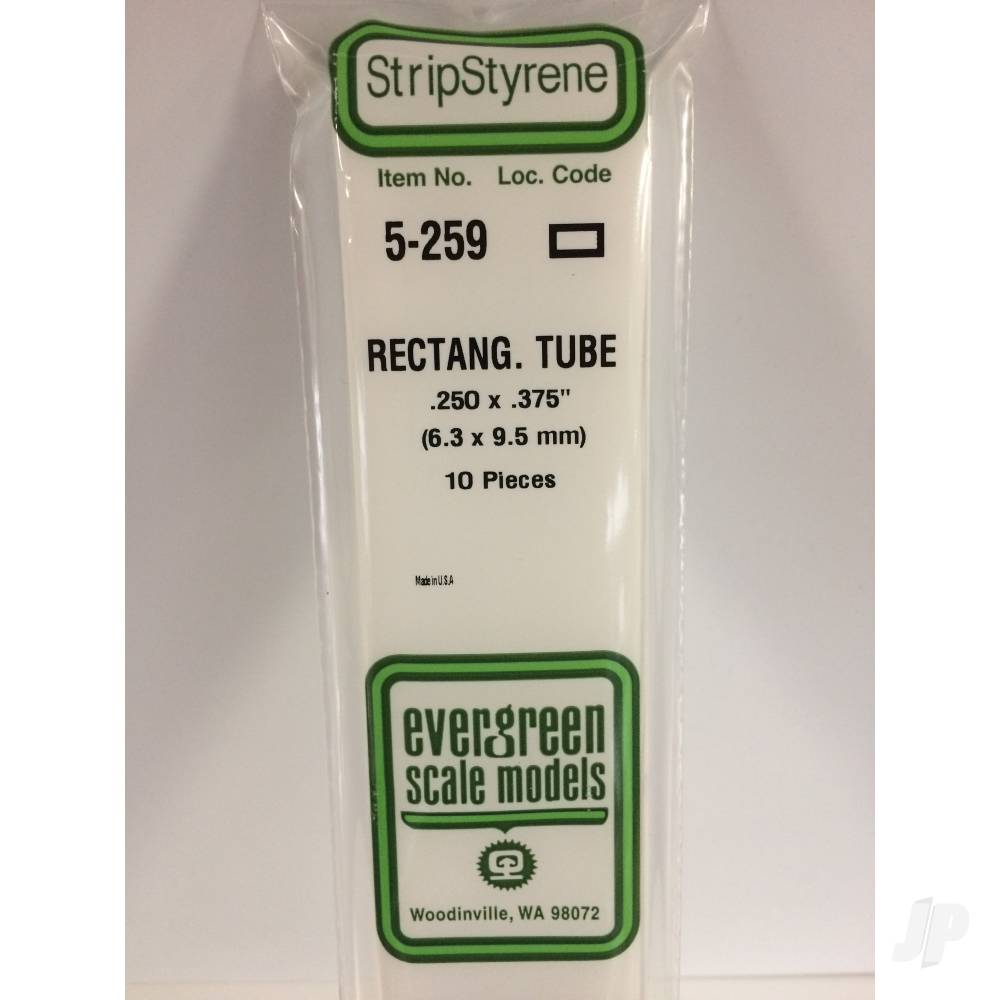 StripStyrene
Item No. Loc. Code
5-259
RECTANG. TUBE
.250 x .375"
(6.3 x 9.5 mm)
10 Pieces
Made in U.S.A
evergreen
scale models
Woodinville, WA 98072
JP